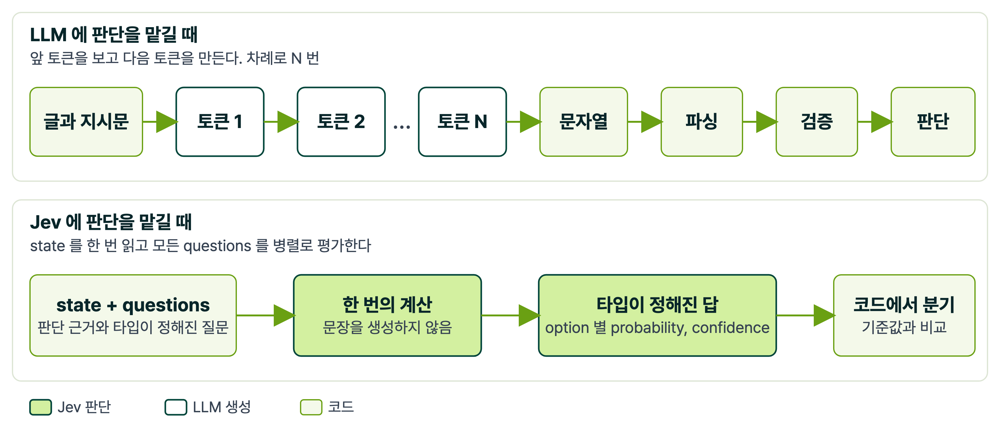 LLM 에 판단을 맡길 때
앞 토큰을 보고 다음 토큰을 만든다. 차례로 N 번
글과 지시문
토큰 1
토큰 2
...
토큰 N
문자열
파싱
검증
판단
Jev 에 판단을 맡길 때
state 를 한 번 읽고 모든 questions 를 병렬로 평가한다
state + questions
판단 근거와 타입이 정해진 질문
한 번의 계산
문장을 생성하지 않음
타입이 정해진 답
option 별 probability, confidence
코드에서 분기
기준값과 비교
Jev 판단
LLM 생성
코드